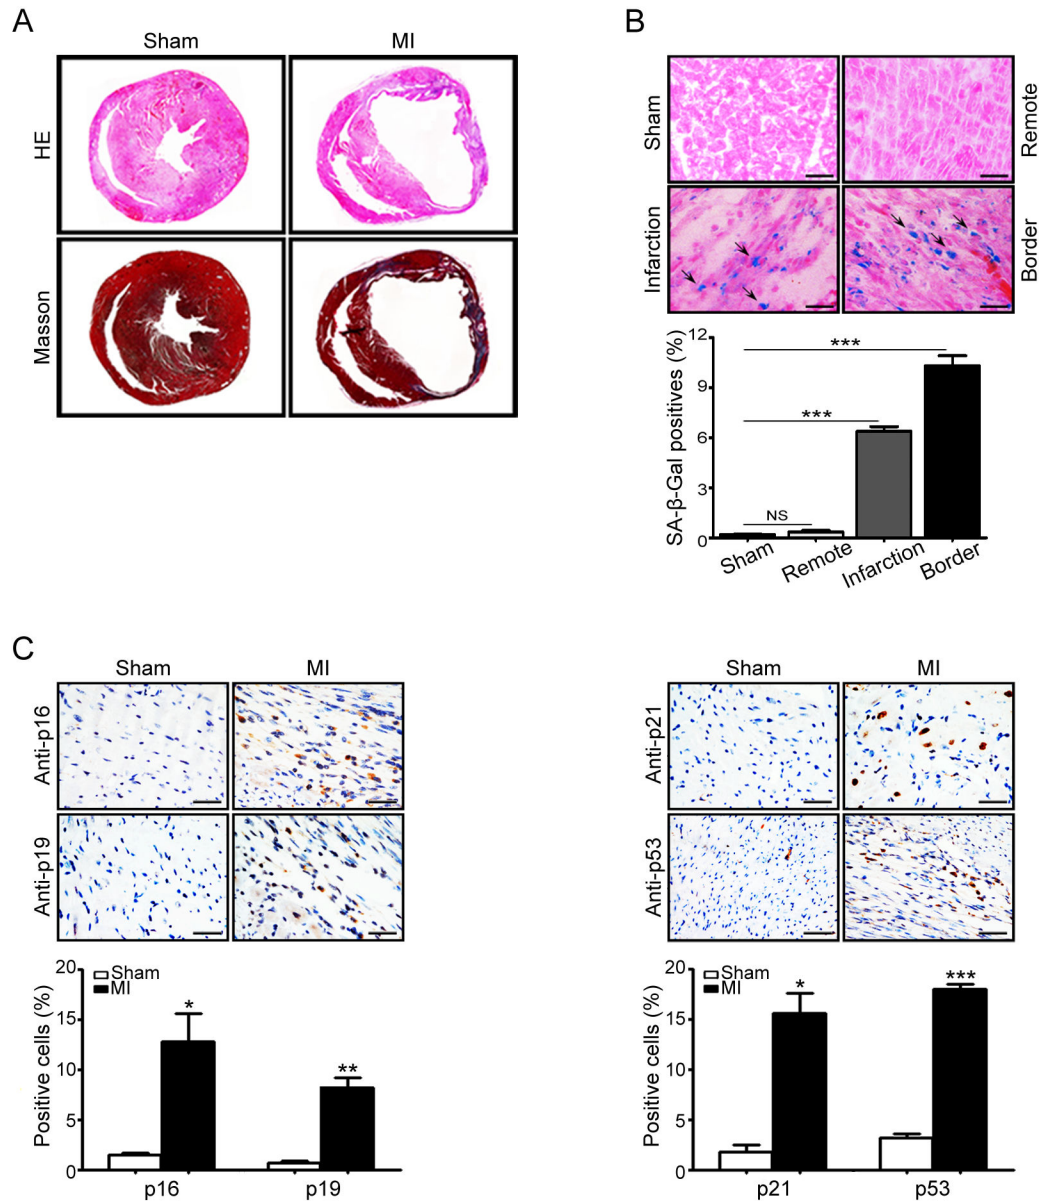 A
Sham
MI
HE
Masson
B
Sham
Remote
Infarction
Border
SA-β-Gal positives (%)
12
9
6
3
0
***
***
NS
Sham
Remote
Infarction
Border
C
Sham
MI
Anti-p16
Anti-p19
Positive cells (%)
20
15
10
5
0
Sham
MI
*
**
p16
p19
Sham
MI
Anti-p21
Anti-p53
Positive cells (%)
20
15
10
5
0
Sham
MI
*
***
p21
p53